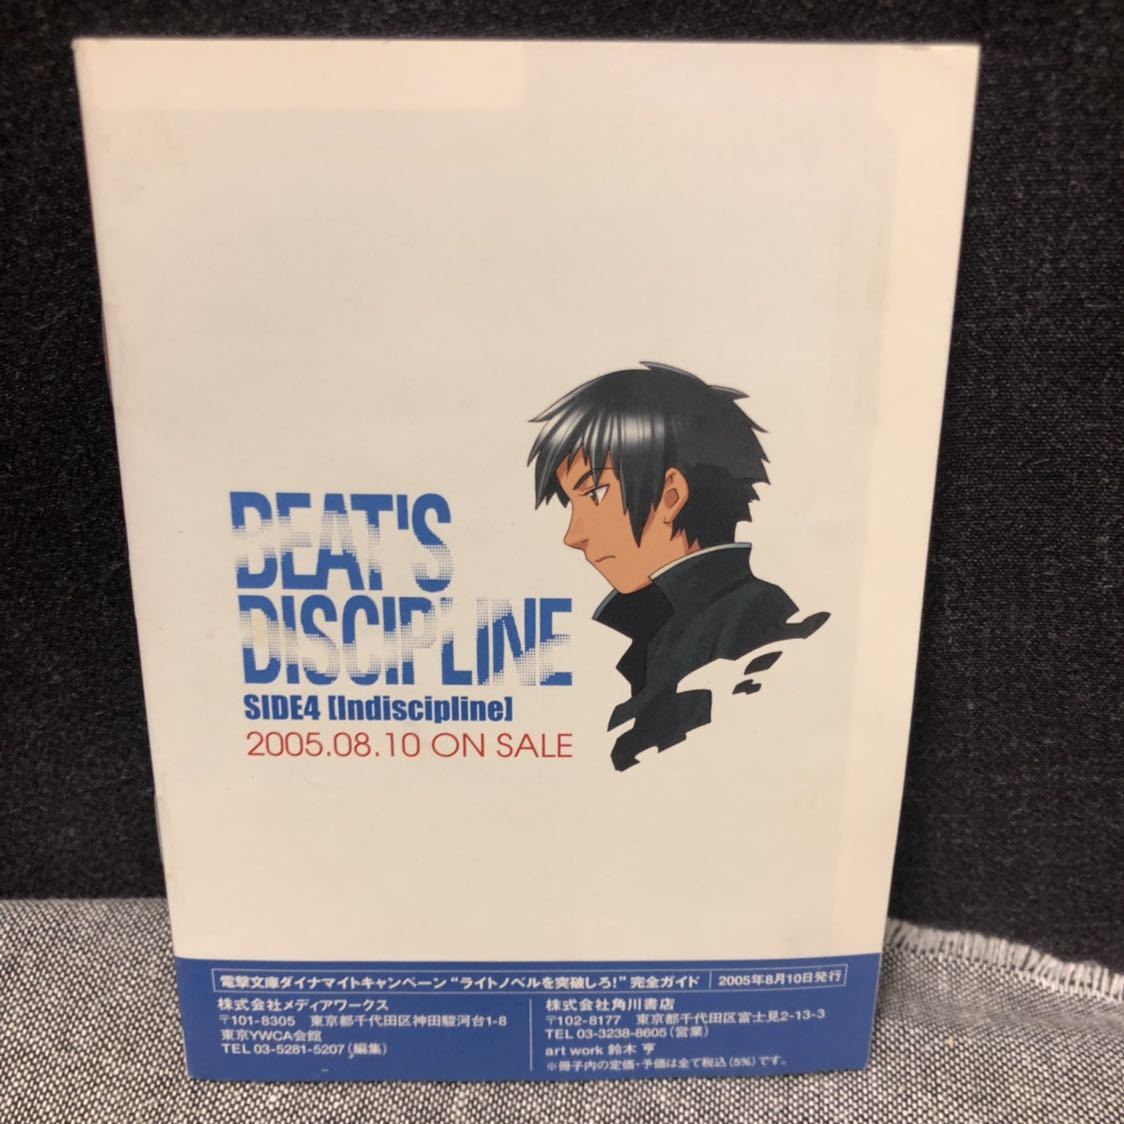 BEAT'S
DISCIPLINE
SIDE4 [Indiscipline]
2005.08.10 ON SALE
電撃文庫ダイナマイトキャンペーン“ライトノベルを突破しろ!”完全ガイド 2005年8月10日発行
株式会社メディアワークス
〒101-8305 東京都千代田区神田駿河台1-8
東京YWCA会館
TEL 03-5281-5207(編集)
株式会社角川書店
〒102-8177 東京都千代田区富士見2-13-3
TEL 03-3238-8605(営業)
art work 鈴木 亨
※冊子内の定価・予価は全て税込(5%)です。